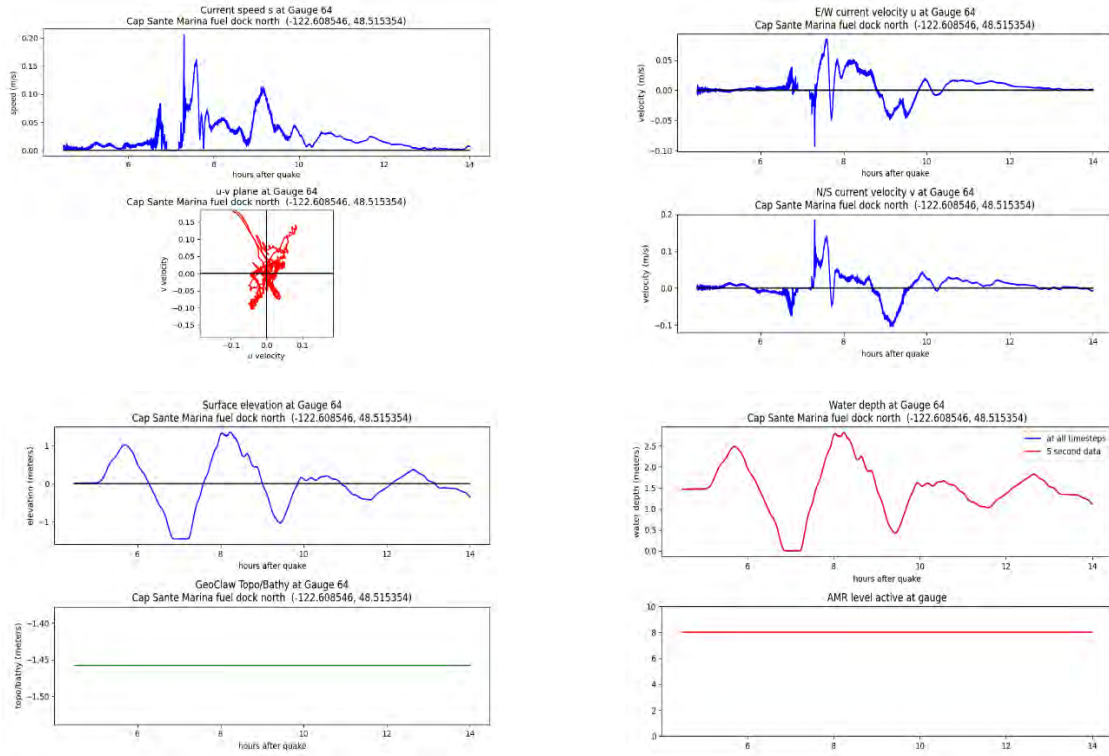 Current speed s at Gauge 64
Cap Sante Marina fuel dock north (-122.608546, 48.515354)
0.20
0.15
0.10
0.05
0.00
speed (m/s)
6
8
10
12
14
hours after quake
u-v plane at Gauge 64
Cap Sante Marina fuel dock north (-122.608546, 48.515354)
0.15
0.10
0.05
0.00
−0.05
−0.10
−0.15
v velocity
−0.1
0.0
0.1
u velocity
E/W current velocity u at Gauge 64
Cap Sante Marina fuel dock north (-122.608546, 48.515354)
0.05
0.00
−0.05
−0.10
velocity (m/s)
6
8
10
12
14
hours after quake
N/S current velocity v at Gauge 64
Cap Sante Marina fuel dock north (-122.608546, 48.515354)
0.2
0.1
0.0
−0.1
velocity (m/s)
6
8
10
12
14
hours after quake
Surface elevation at Gauge 64
Cap Sante Marina fuel dock north (-122.608546, 48.515354)
1
0
−1
elevation (meters)
6
8
10
12
14
hours after quake
GeoClaw Topo/Bathy at Gauge 64
Cap Sante Marina fuel dock north (-122.608546, 48.515354)
−1.40
−1.45
−1.50
topo/bathy (meters)
6
8
10
12
14
hours after quake
Water depth at Gauge 64
Cap Sante Marina fuel dock north (-122.608546, 48.515354)
at all timesteps
5 second data
2.5
2.0
1.5
1.0
0.5
0.0
water depth (meters)
6
8
10
12
14
hours after quake
AMR level active at gauge
10
8
6
4
2
0
6
8
10
12
14